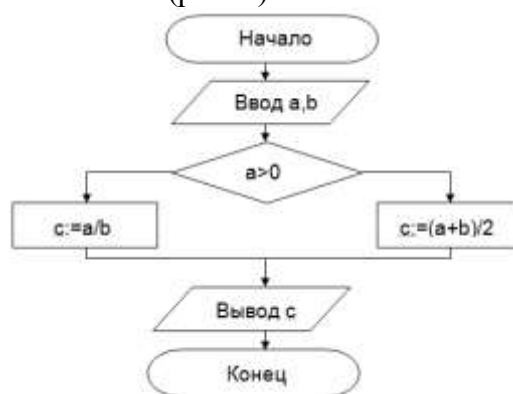 Начало
Ввод a,b
a>0
c:=a/b
c:=(a+b)/2
Вывод c
Конец